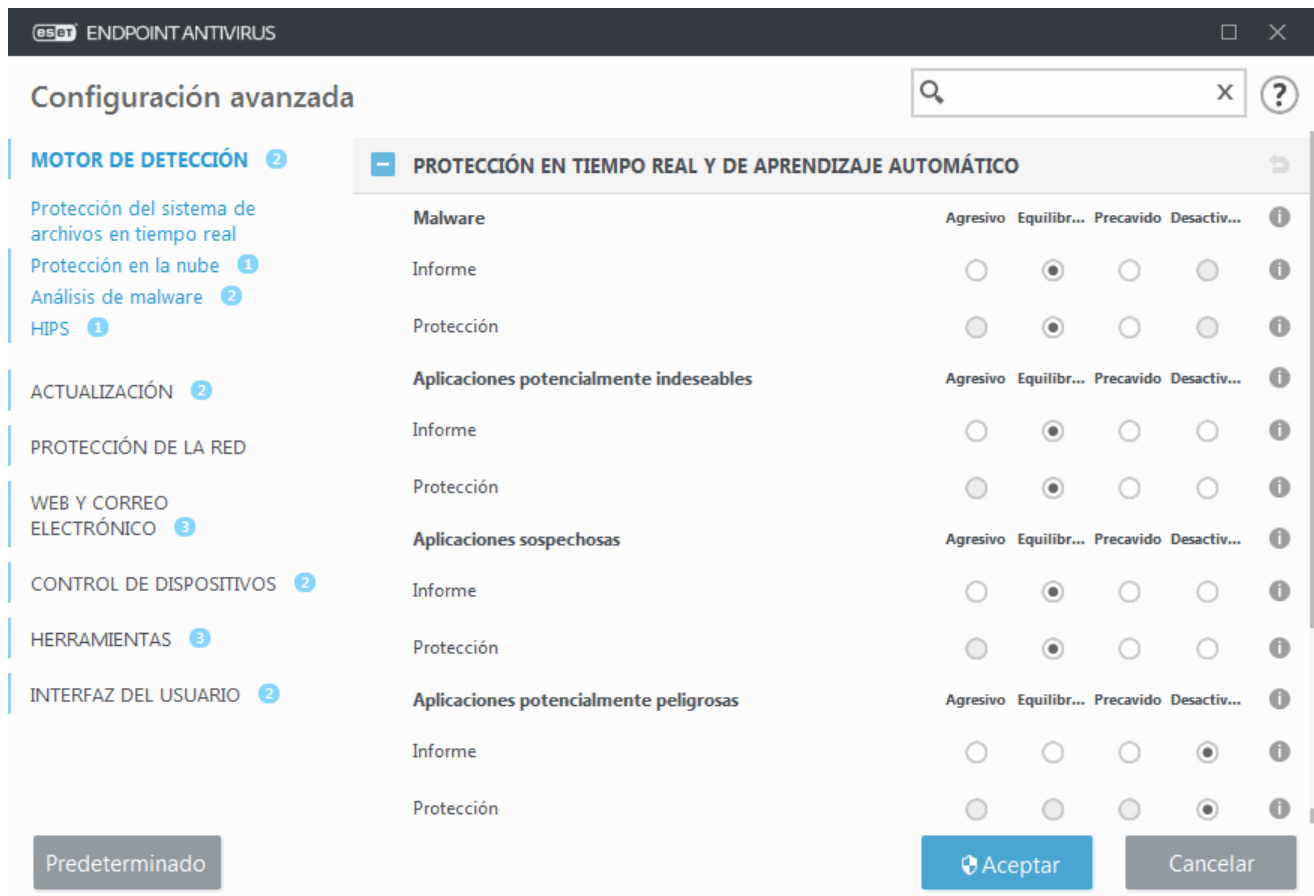 eset ENDPOINT ANTIVIRUS
Configuración avanzada
x
?
MOTOR DE DETECCIÓN 2
Protección del sistema de
archivos en tiempo real
Protección en la nube 1
Análisis de malware 2
HIPS 1
ACTUALIZACIÓN 2
PROTECCIÓN DE LA RED
WEB Y CORREO
ELECTRÓNICO 3
CONTROL DE DISPOSITIVOS 2
HERRAMIENTAS 3
INTERFAZ DEL USUARIO 2
PROTECCIÓN EN TIEMPO REAL Y DE APRENDIZAJE AUTOMÁTICO
Malware Agresivo Equilibr... Precavido Desactiv...
Informe
Protección
Aplicaciones potencialmente indeseables Agresivo Equilibr... Precavido Desactiv...
Informe
Protección
Aplicaciones sospechosas Agresivo Equilibr... Precavido Desactiv...
Informe
Protección
Aplicaciones potencialmente peligrosas Agresivo Equilibr... Precavido Desactiv...
Informe
Protección
Predeterminado
Aceptar
Cancelar